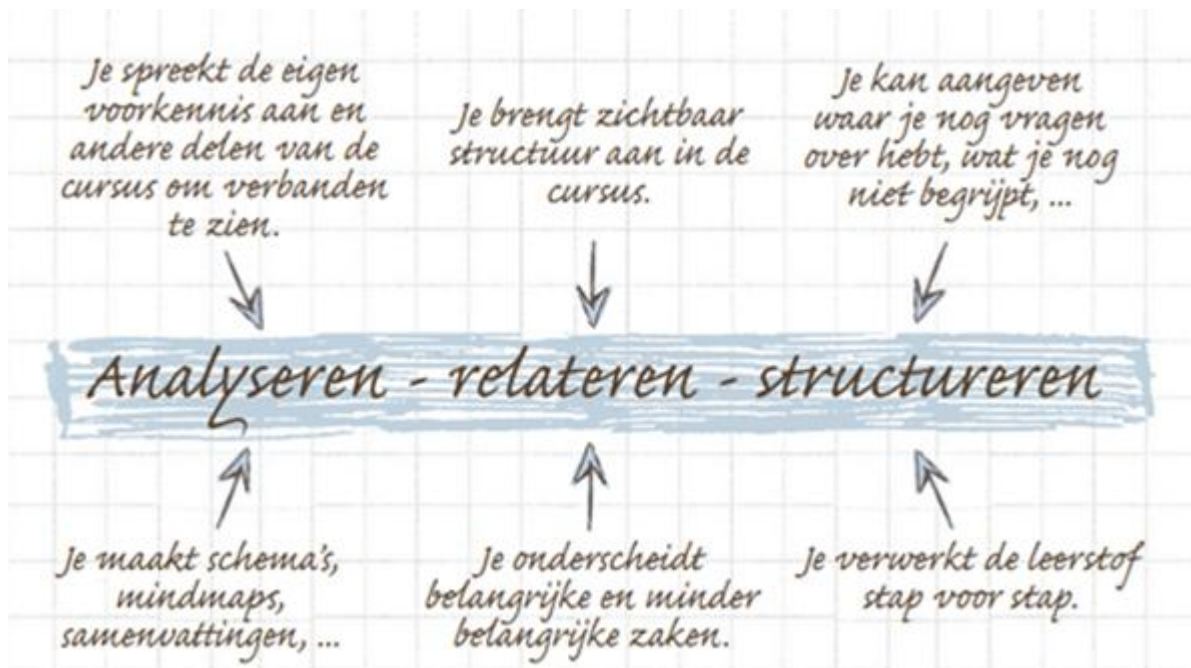 Je spreekt de eigen
voorkennis aan en
andere delen van de
cursus om verbanden
te zien.
Je brengt zichtbaar
structuur aan in de
cursus.
Je kan aangeven
waar je nog vragen
over hebt, wat je nog
niet begrijpt, ...
Analyseren - relateren - structureren
Je maakt schema's,
mindmaps,
samenvattingen, ...
Je onderscheidt
belangrijke en minder
belangrijke zaken.
Je verwerkt de leerstof
stap voor stap.